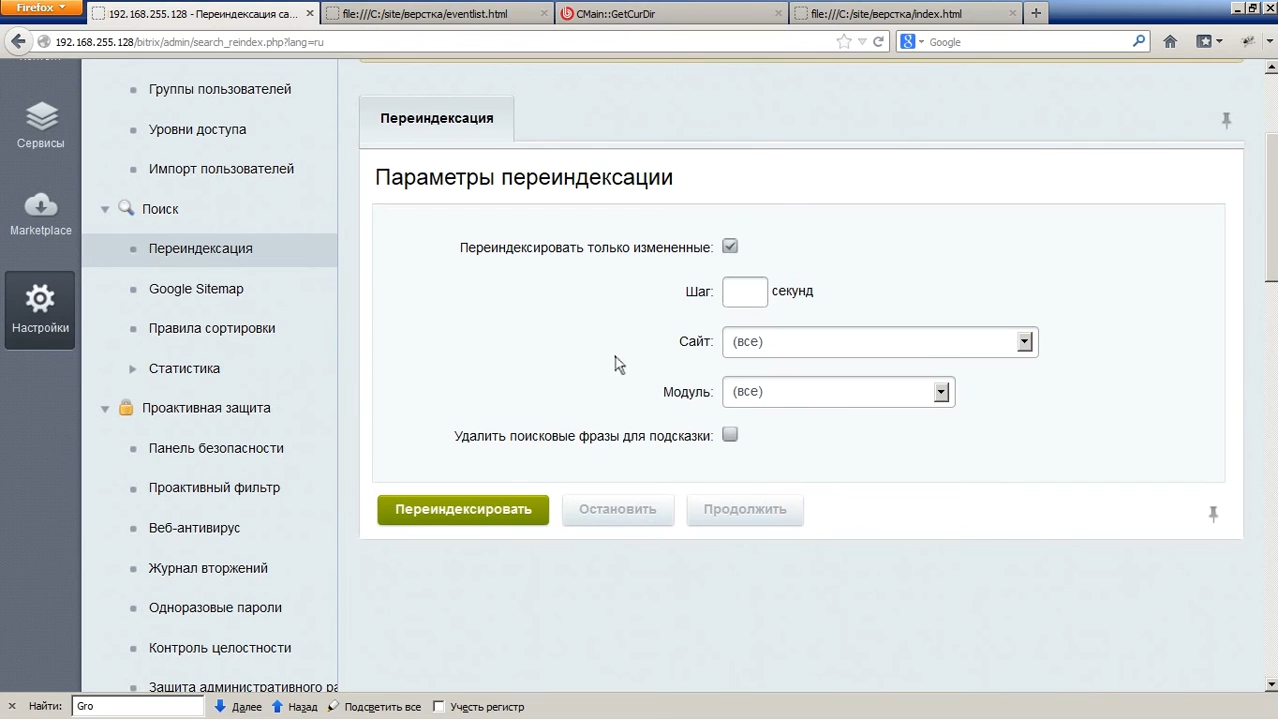 Firefox
192.168.255.128 - Переиндексация са...
file:///C:/site/верстка/eventlist.html
CMain::GetCurDir
file:///C:/site/верстка/index.html
192.168.255.128/bitrix/admin/search_reindex.php?lang=ru
Google
Группы пользователей
Уровни доступа
Импорт пользователей
Поиск
Переиндексация
Google Sitemap
Правила сортировки
Статистика
Проактивная защита
Панель безопасности
Проактивный фильтр
Веб-антивирус
Журнал вторжений
Одноразовые пароли
Контроль целостности
Защита административного ра
Сервисы
Marketplace
Настройки
Переиндексация
Параметры переиндексации
Переиндексировать только измененные:
Шаг: секунд
Сайт: (все)
Модуль: (все)
Удалить поисковые фразы для подсказки:
Переиндексировать Остановить Продолжить
Найти: Gro Далее Назад Подсветить все Учесть регистр